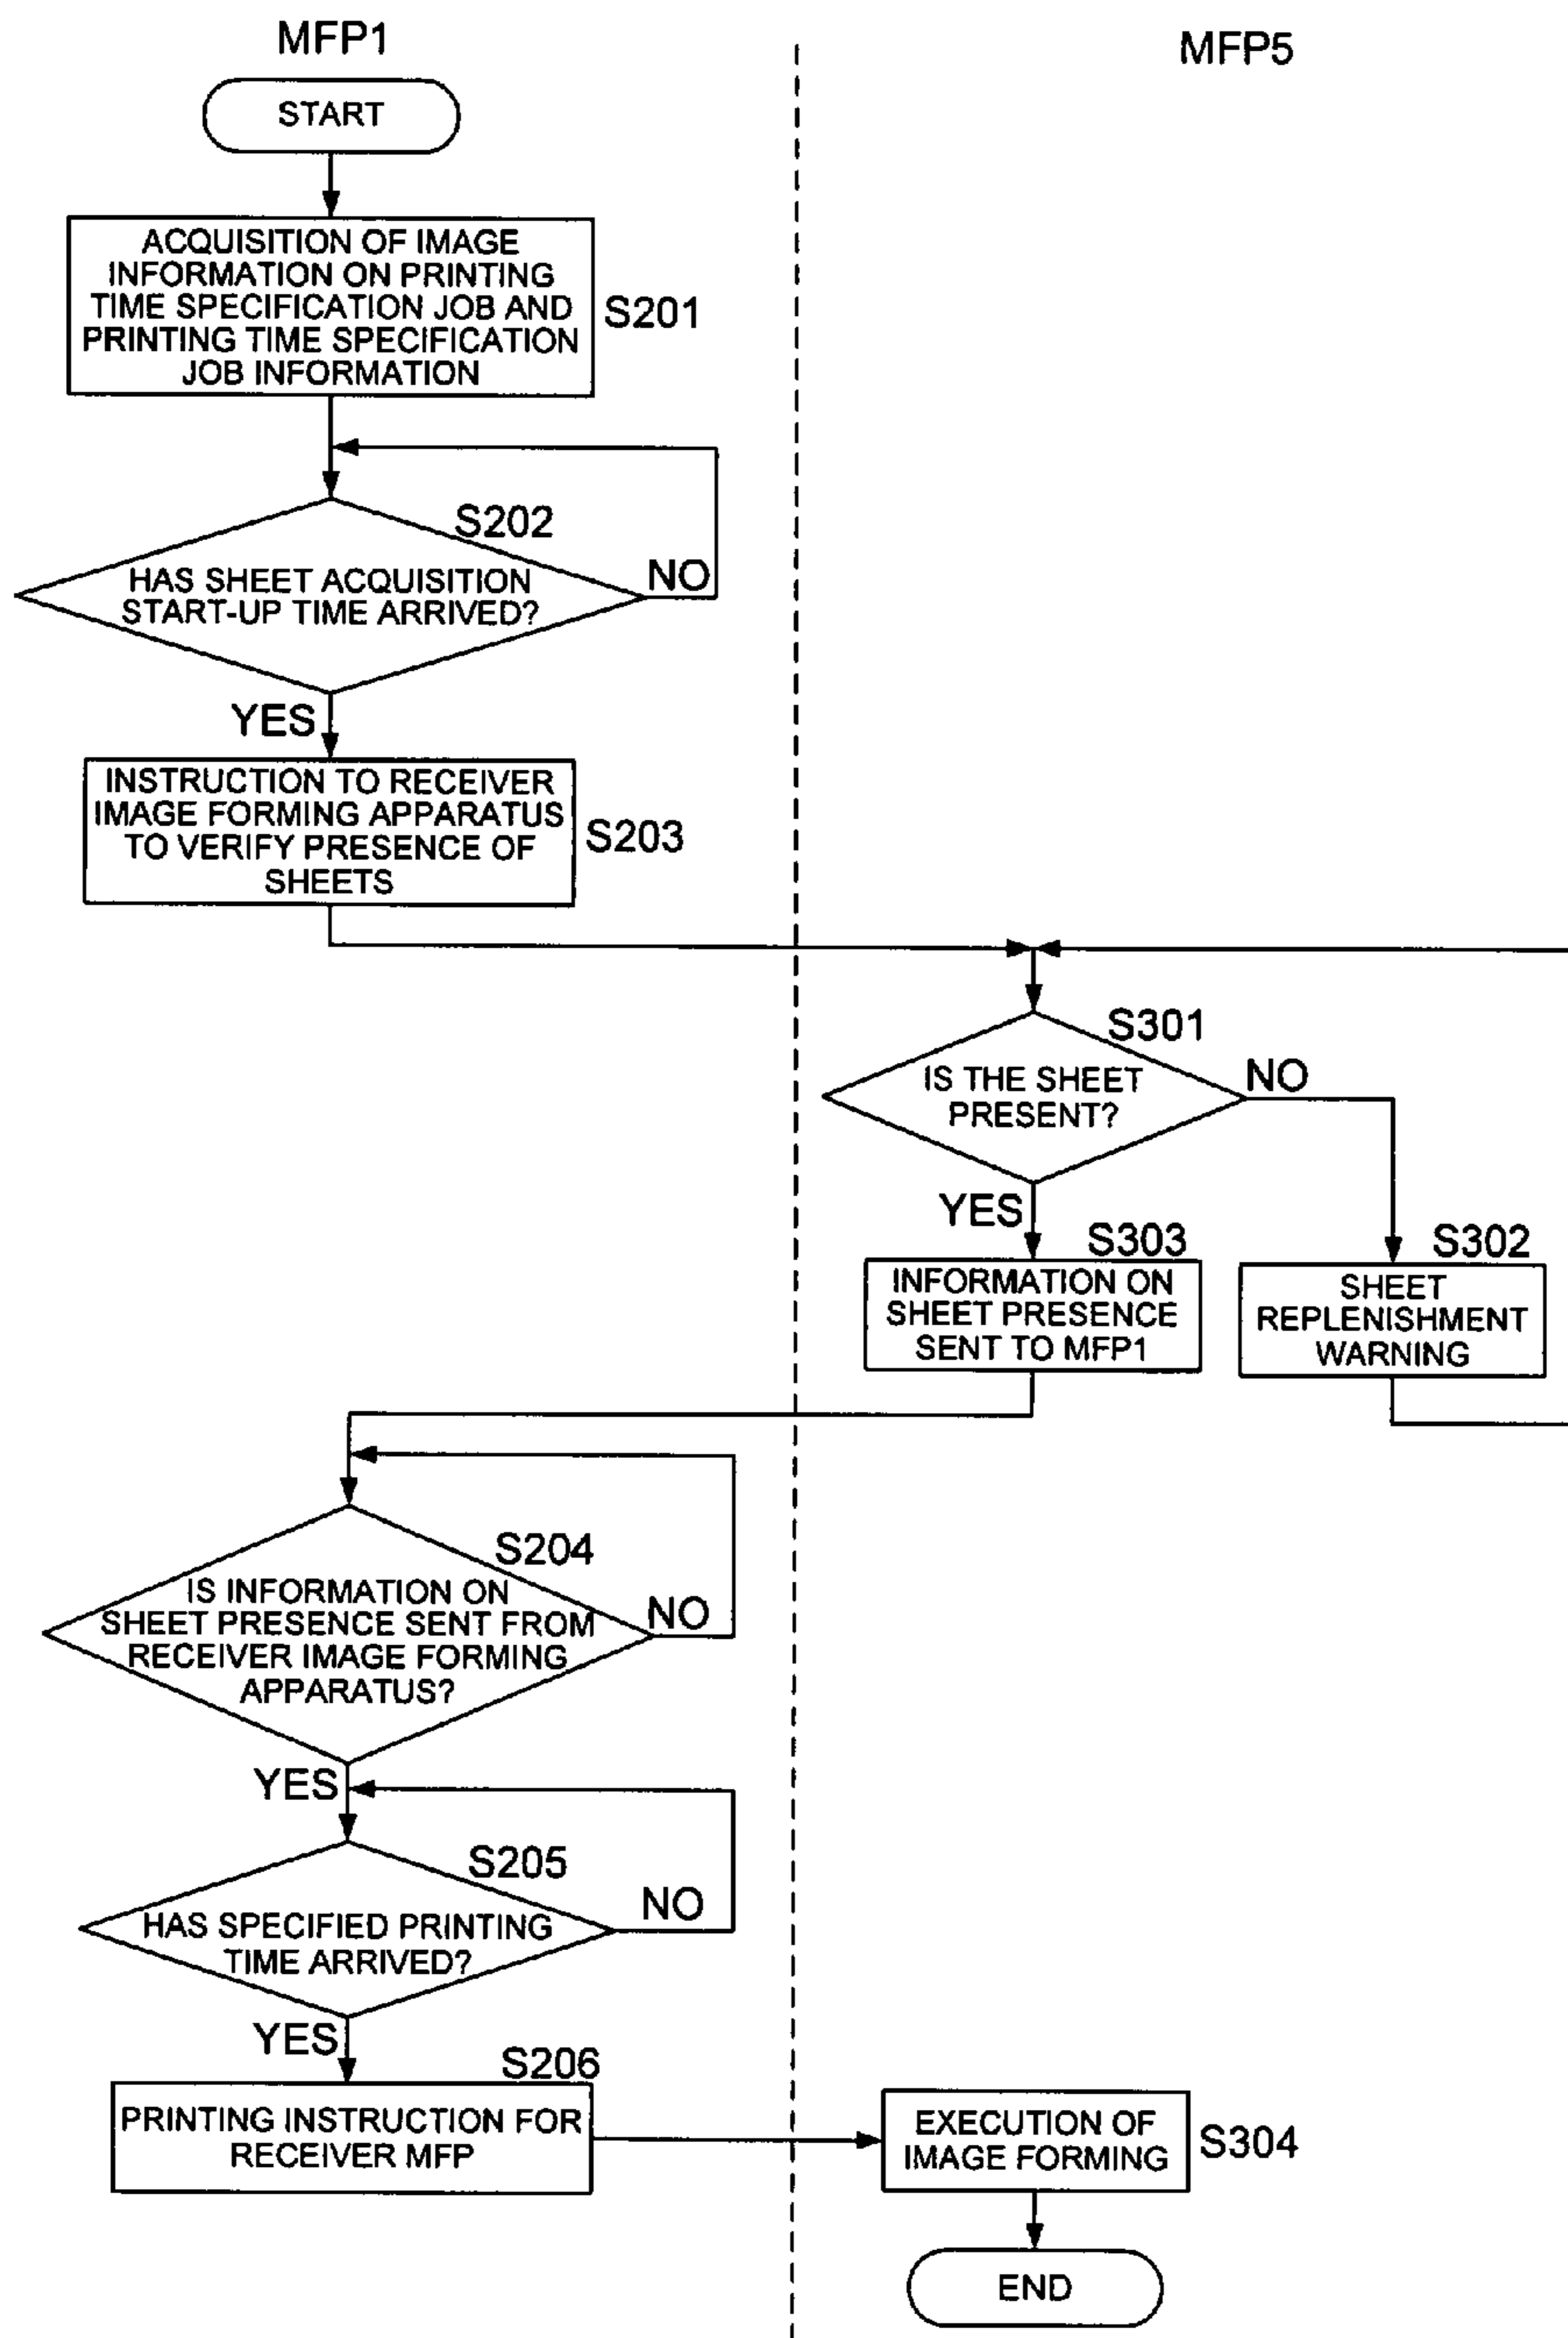 MFP1
MFP5
START
ACQUISITION OF IMAGE
INFORMATION ON PRINTING
TIME SPECIFICATION JOB AND
PRINTING TIME SPECIFICATION
JOB INFORMATION
S201
S202
HAS SHEET ACQUISITION
START-UP TIME ARRIVED?
NO
YES
INSTRUCTION TO RECEIVER
IMAGE FORMING APPARATUS
TO VERIFY PRESENCE OF
SHEETS
S203
S301
IS THE SHEET
PRESENT?
NO
YES
S303
INFORMATION ON
SHEET PRESENCE
SENT TO MFP1
S302
SHEET
REPLENISHMENT
WARNING
S204
IS INFORMATION ON
SHEET PRESENCE SENT FROM
RECEIVER IMAGE FORMING
APPARATUS?
NO
YES
S205
HAS SPECIFIED PRINTING
TIME ARRIVED?
NO
YES
S206
PRINTING INSTRUCTION FOR
RECEIVER MFP
EXECUTION OF
IMAGE FORMING
S304
END